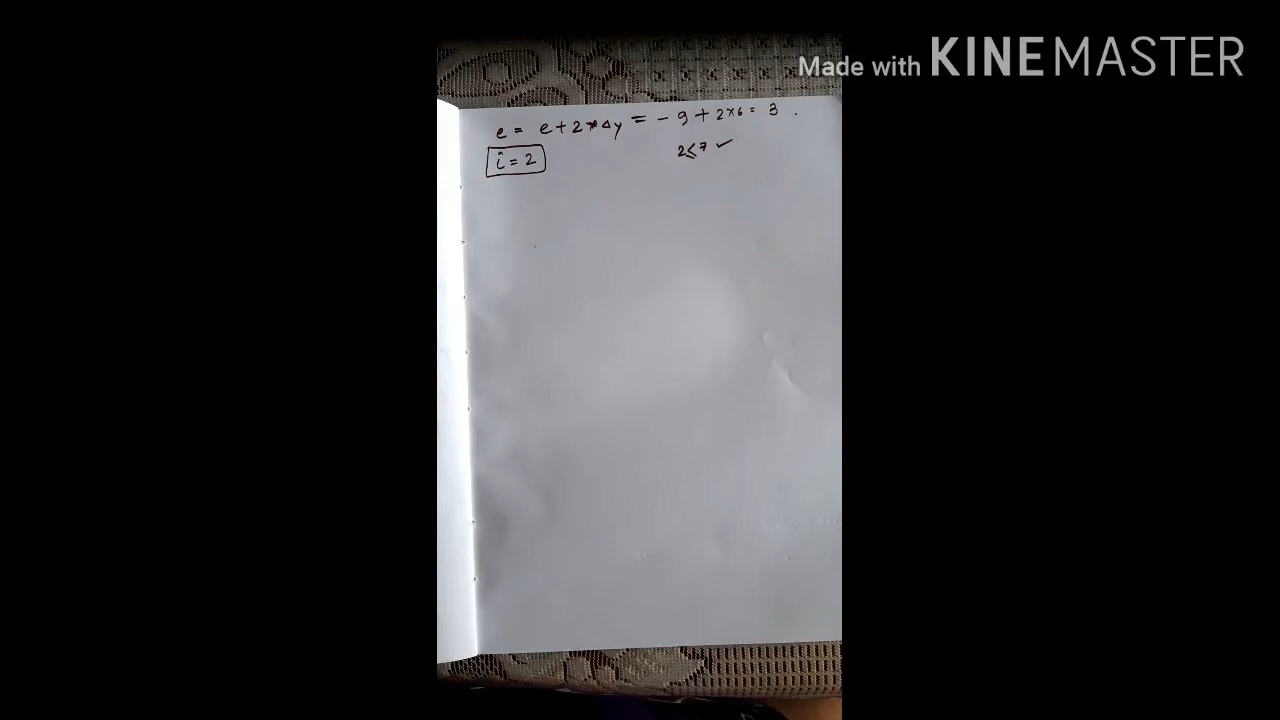 Made with KINEMASTER
e = e + 2 * Δy = - 9 + 2 × 6 = 3 .
i = 2 2 ≤ 7 ✓